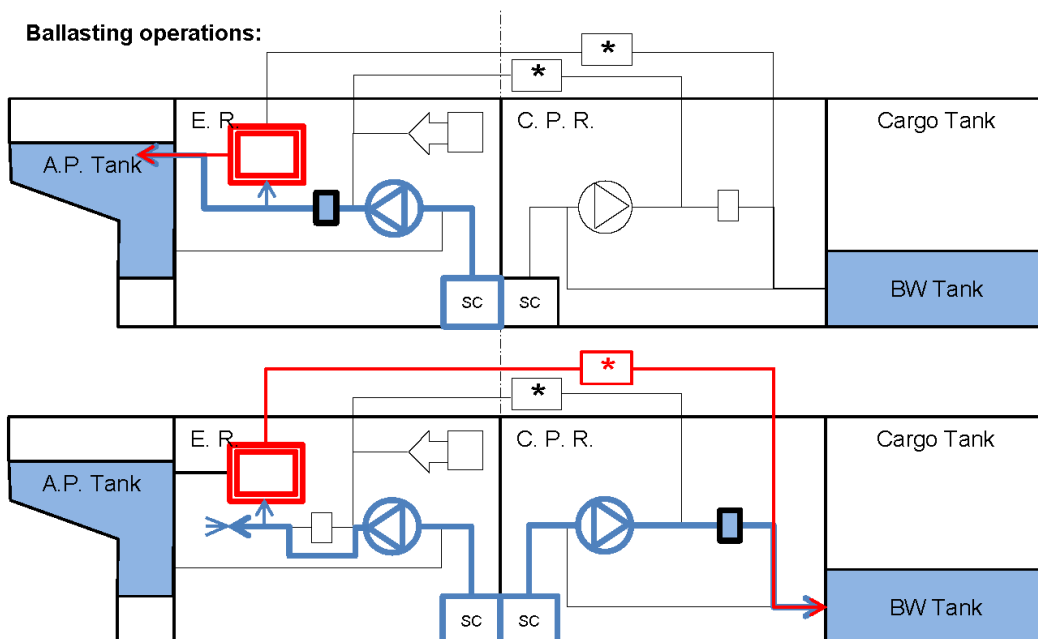 Ballasting operations:
*
*
E. R.
C. P. R.
Cargo Tank
A.P. Tank
BW Tank
sc
sc
*
*
E. R.
C. P. R.
Cargo Tank
A.P. Tank
BW Tank
sc
sc